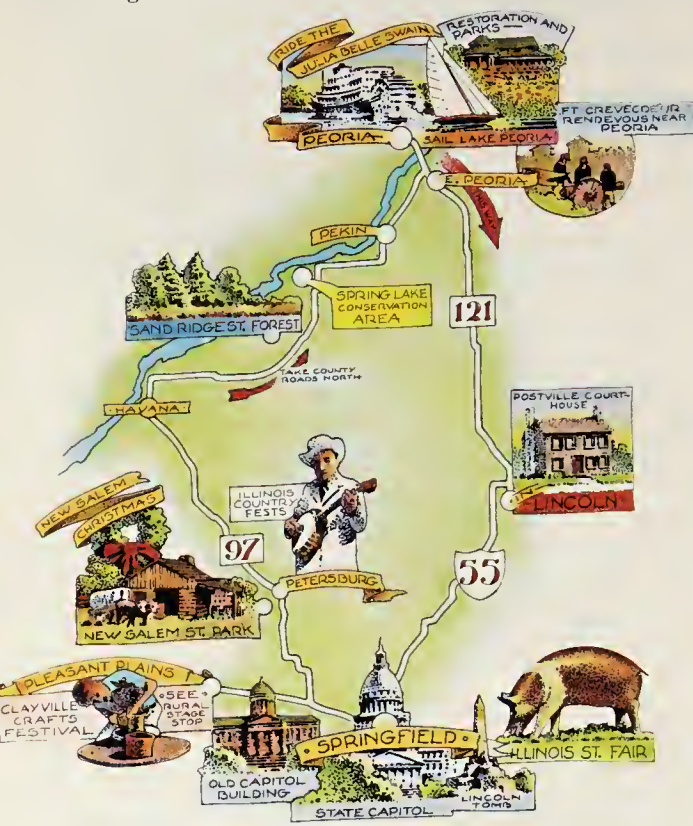 RIDE THE
JULIA BELLE SWAIN
RESTORATION AND
PARKS
PEORIA
SAIL LAKE PEORIA
FT CREVECOEUR
RENDEVOUS NEAR
PEORIA
E. PEORIA
THIS WAY
PEKIN
SPRING LAKE
CONSERVATION
AREA
121
SAND RIDGE ST. FOREST
TAKE COUNTY
ROADS NORTH
HAVANA
POSTVILLE COURT-
HOUSE
LINCOLN
NEW SALEM
CHRISTMAS
ILLINOIS
COUNTRY
FESTS
97
PETERSBURG
55
NEW SALEM ST. PARK
PLEASANT PLAINS
CLAYVILLE
CRAFTS
FESTIVAL
SEE
RURAL
STAGE
STOP
SPRINGFIELD
ILLINOIS ST. FAIR
OLD CAPITOL
BUILDING
STATE CAPITOL
LINCOLN
TOMB